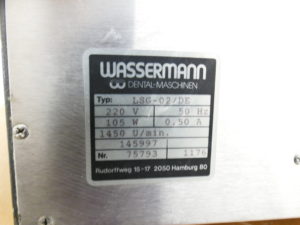 WASSERMANN
DENTAL-MASCHINEN
Typ: LSG-02/DE
220 V 50 Hz
105 W 0,50 A
1450 U/min.
145997
Nr. 75793 1176
Rudorffweg 15-17 2050 Hamburg 80